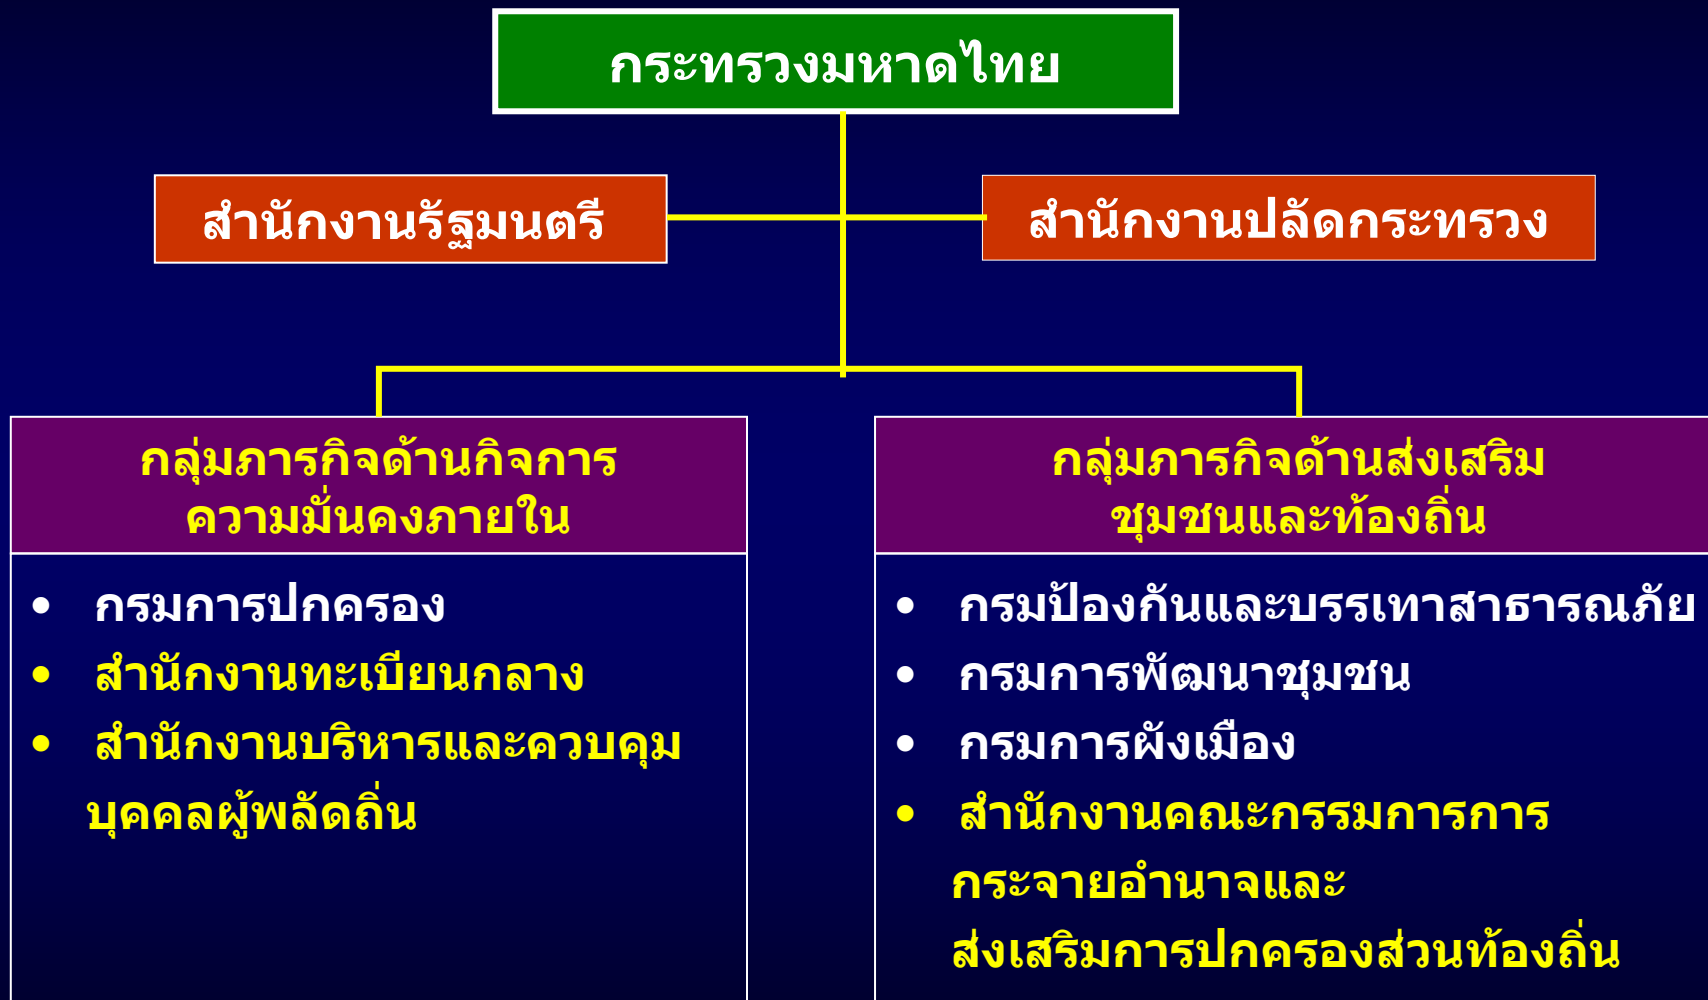 กระทรวงมหาดไทย
สำนักงานรัฐมนตรี
สำนักงานปลัดกระทรวง
กลุ่มภารกิจด้านกิจการ
ความมั่นคงภายใน
• กรมการปกครอง
• สำนักงานทะเบียนกลาง
• สำนักงานบริหารและควบคุม
บุคคลผู้พลัดถิ่น
กลุ่มภารกิจด้านส่งเสริม
ชุมชนและท้องถิ่น
• กรมป้องกันและบรรเทาสาธารณภัย
• กรมการพัฒนาชุมชน
• กรมการผังเมือง
• สำนักงานคณะกรรมการการ
กระจายอำนาจและ
ส่งเสริมการปกครองส่วนท้องถิ่น